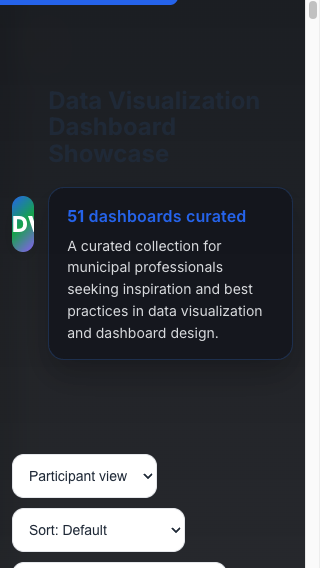 Data Visualization
Dashboard
Showcase
DV
51 dashboards curated
A curated collection for
municipal professionals
seeking inspiration and best
practices in data visualization
and dashboard design.
Participant view
Sort: Default